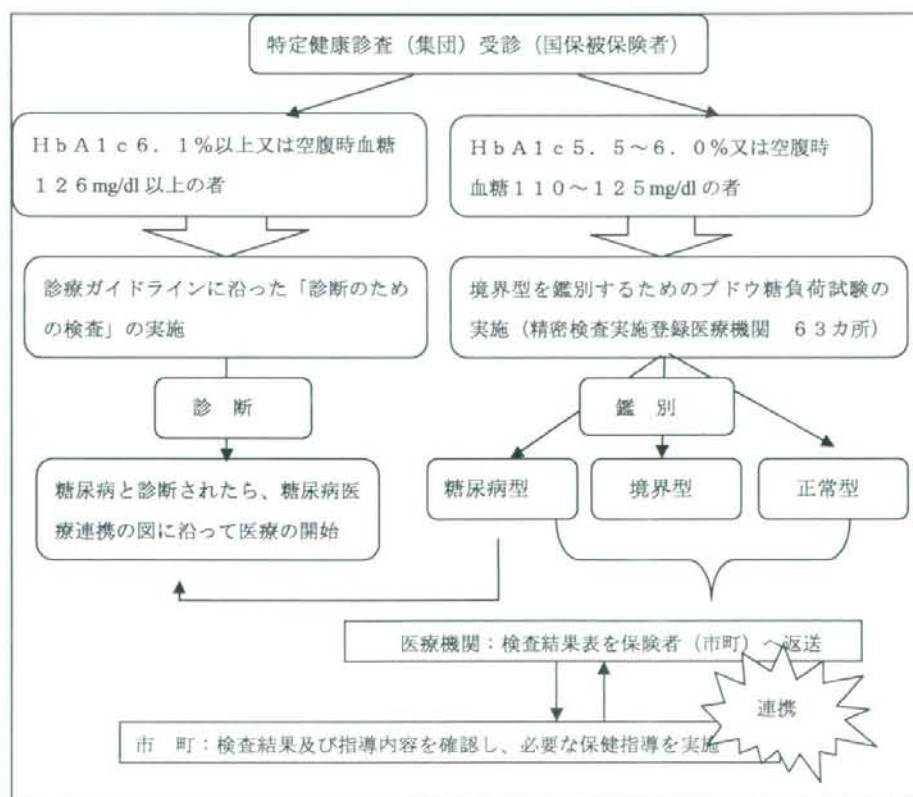 特定健康診査（集団）受診（国保被保険者）
ＨｂＡ１ｃ６．１％以上又は空腹時血糖
１２６mg/dl 以上の者
ＨｂＡ１ｃ５．５～６．０％又は空腹時
血糖１１０～１２５mg/dl の者
診療ガイドラインに沿った「診断のため
の検査」の実施
境界型を鑑別するためのブドウ糖負荷試験の
実施（精密検査実施登録医療機関　６３カ所）
診　断
鑑　別
糖尿病と診断されたら、糖尿病医
療連携の図に沿って医療の開始
糖尿病型
境界型
正常型
医療機関：検査結果表を保険者（市町）へ返送
連携
市　町：検査結果及び指導内容を確認し、必要な保健指導を実施